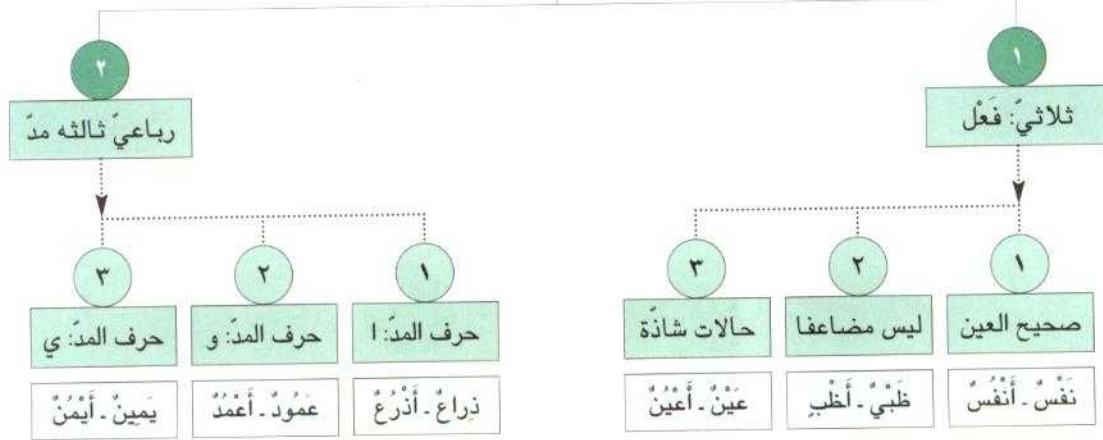 ١
ثلاثيّ: فَعْل
١
صحيح العين
نَفْسٌ ـ أَنْفُسٌ
٢
ليس مضاعفا
ظَبْيٌ ـ أَظْبٍ
٣
حالات شاذّة
عَيْنٌ ـ أَعْيُنٌ
٢
رباعيّ ثالثه مدّ
١
حرف المدّ: ا
ذِراعٌ ـ أَذْرُعٌ
٢
حرف المدّ: و
عَمُودٌ ـ أَعْمُدٌ
٣
حرف المدّ: ي
يَمِينٌ ـ أَيْمُنٌ